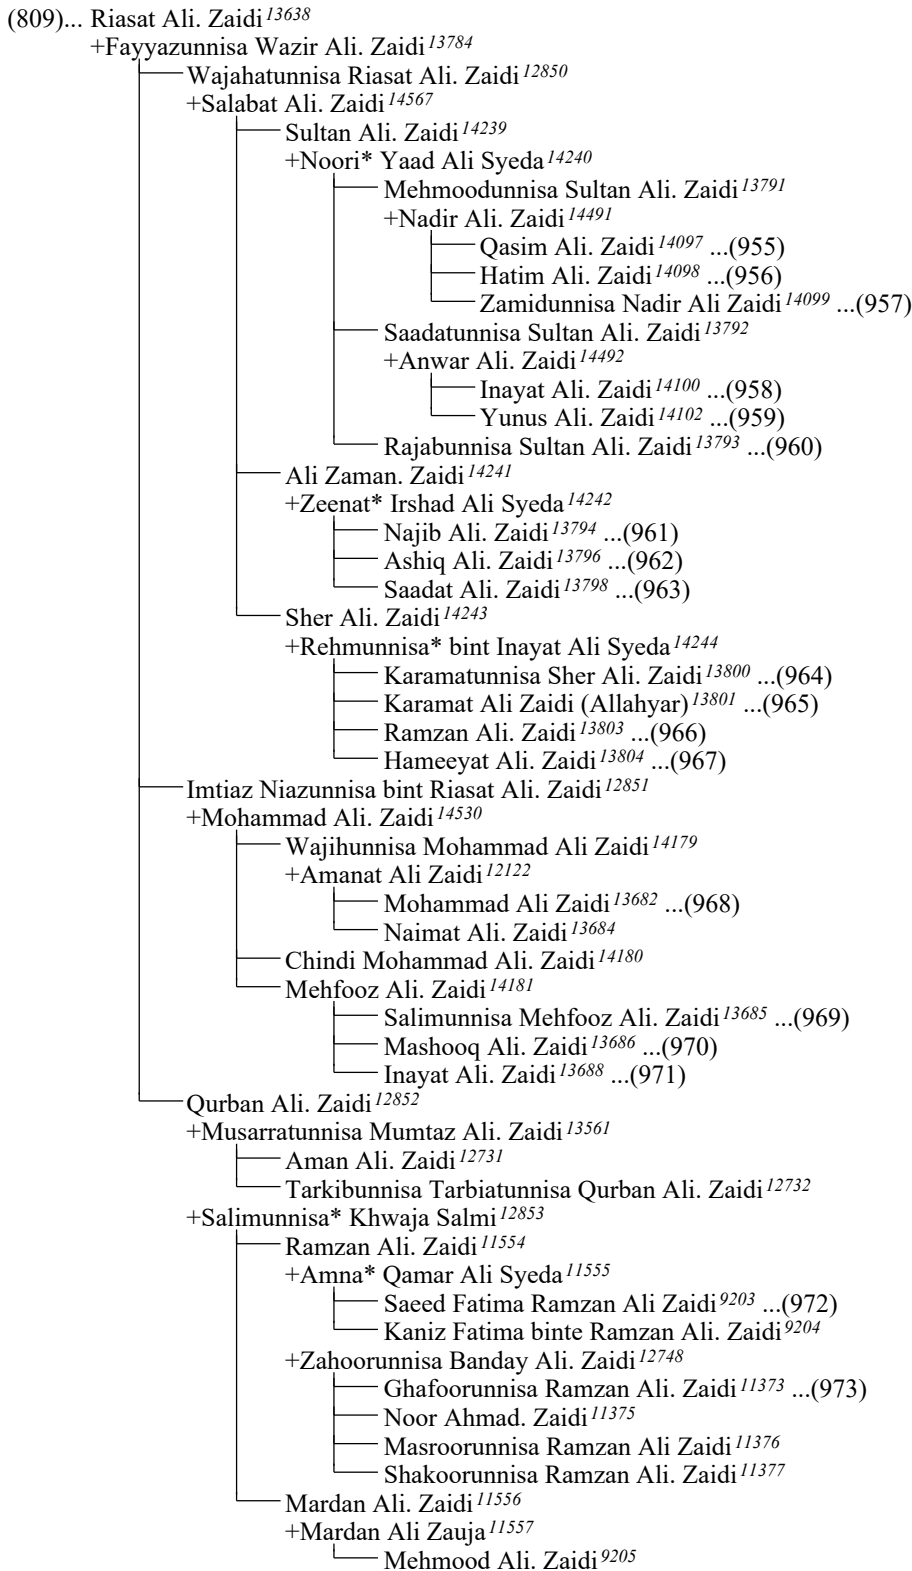 (809)... Riasat Ali. Zaidi 13638
+Fayyazunnisa Wazir Ali. Zaidi 13784
Wajahatunnisa Riasat Ali. Zaidi 12850
+Salabat Ali. Zaidi 14567
Sultan Ali. Zaidi 14239
+Noori* Yaad Ali Syeda 14240
Mehmoodunnisa Sultan Ali. Zaidi 13791
+Nadir Ali. Zaidi 14491
Qasim Ali. Zaidi 14097 ...(955)
Hatim Ali. Zaidi 14098 ...(956)
Zamidunnisa Nadir Ali Zaidi 14099 ...(957)
Saadatunnisa Sultan Ali. Zaidi 13792
+Anwar Ali. Zaidi 14492
Inayat Ali. Zaidi 14100 ...(958)
Yunus Ali. Zaidi 14102 ...(959)
Rajabunnisa Sultan Ali. Zaidi 13793 ...(960)
Ali Zaman. Zaidi 14241
+Zeenat* Irshad Ali Syeda 14242
Najib Ali. Zaidi 13794 ...(961)
Ashiq Ali. Zaidi 13796 ...(962)
Saadat Ali. Zaidi 13798 ...(963)
Sher Ali. Zaidi 14243
+Rehmunnisa* bint Inayat Ali Syeda 14244
Karamatunnisa Sher Ali. Zaidi 13800 ...(964)
Karamat Ali Zaidi (Allahyar) 13801 ...(965)
Ramzan Ali. Zaidi 13803 ...(966)
Hameeyat Ali. Zaidi 13804 ...(967)
Imtiaz Niazunnisa bint Riasat Ali. Zaidi 12851
+Mohammad Ali. Zaidi 14530
Wajihunnisa Mohammad Ali Zaidi 14179
+Amanat Ali Zaidi 12122
Mohammad Ali Zaidi 13682 ...(968)
Naimat Ali. Zaidi 13684
Chindi Mohammad Ali. Zaidi 14180
Mehfooz Ali. Zaidi 14181
Salimunnisa Mehfooz Ali. Zaidi 13685 ...(969)
Mashooq Ali. Zaidi 13686 ...(970)
Inayat Ali. Zaidi 13688 ...(971)
Qurban Ali. Zaidi 12852
+Musarratunnisa Mumtaz Ali. Zaidi 13561
Aman Ali. Zaidi 12731
Tarkibunnisa Tarbiatunnisa Qurban Ali. Zaidi 12732
+Salimunnisa* Khwaja Salmi 12853
Ramzan Ali. Zaidi 11554
+Amna* Qamar Ali Syeda 11555
Saeed Fatima Ramzan Ali Zaidi 9203 ...(972)
Kaniz Fatima binte Ramzan Ali. Zaidi 9204
+Zahoorunnisa Banday Ali. Zaidi 12748
Ghafoorunnisa Ramzan Ali. Zaidi 11373 ...(973)
Noor Ahmad. Zaidi 11375
Masroorunnisa Ramzan Ali Zaidi 11376
Shakoorunnisa Ramzan Ali. Zaidi 11377
Mardan Ali. Zaidi 11556
+Mardan Ali Zauja 11557
Mehmood Ali. Zaidi 9205